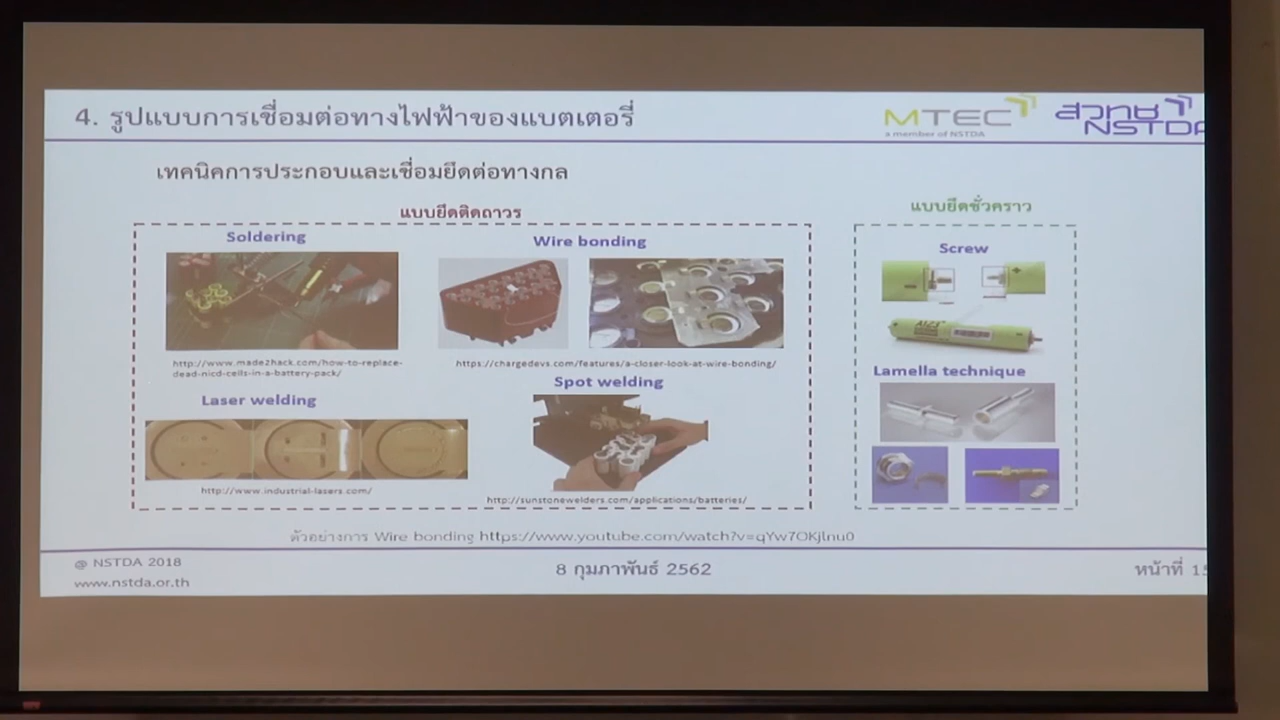 4. รูปแบบการเชื่อมต่อทางไฟฟ้าของแบตเตอรี่
MTEC
a member of NSTDA
สวทช
NSTDA
เทคนิคการประกอบและเชื่อมยึดต่อทางกล
แบบยึดติดถาวร
แบบยึดชั่วคราว
Soldering
Wire bonding
Screw
http://www.made2hack.com/how-to-replace-
dead-nicd-cells-in-a-battery-pack/
https://chargedevs.com/features/a-closer-look-at-wire-bonding/
Lamella technique
Laser welding
Spot welding
http://www.industrial-lasers.com/
http://sunstonewelders.com/applications/batteries/
ตัวอย่างการ Wire bonding https://www.youtube.com/watch?v=qYw7OKjlnu0
@ NSTDA 2018
www.nstda.or.th
8 กุมภาพันธ์ 2562
หน้าที่ 15